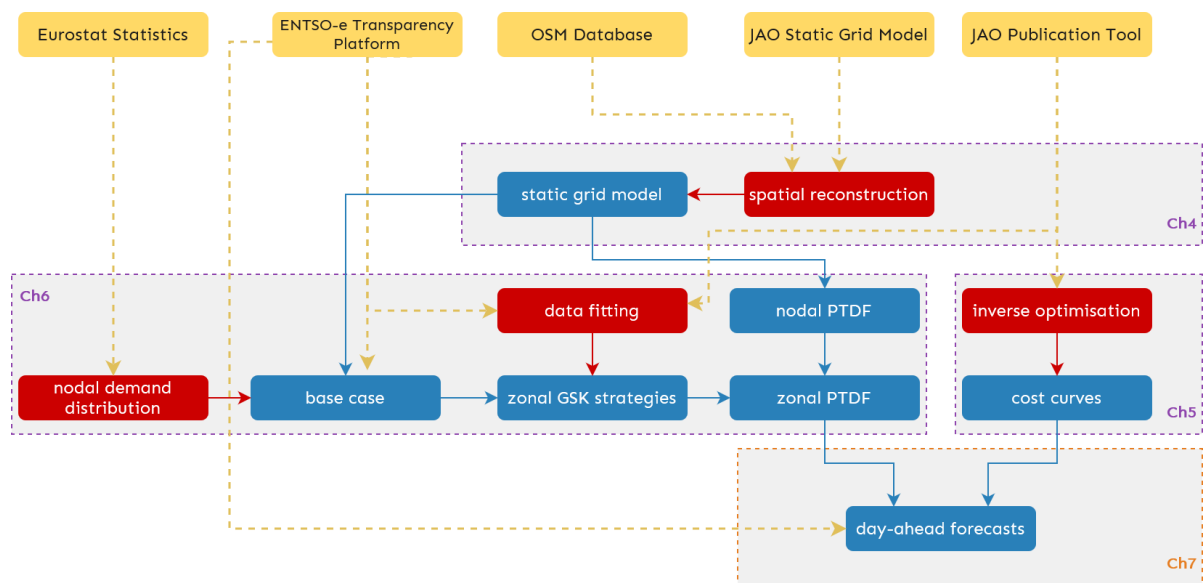 Eurostat Statistics
ENTSO-e Transparency
Platform
OSM Database
JAO Static Grid Model
JAO Publication Tool
static grid model
spatial reconstruction
Ch4
Ch6
data fitting
nodal PTDF
inverse optimisation
nodal demand
distribution
base case
zonal GSK strategies
zonal PTDF
cost curves
Ch5
day-ahead forecasts
Ch7